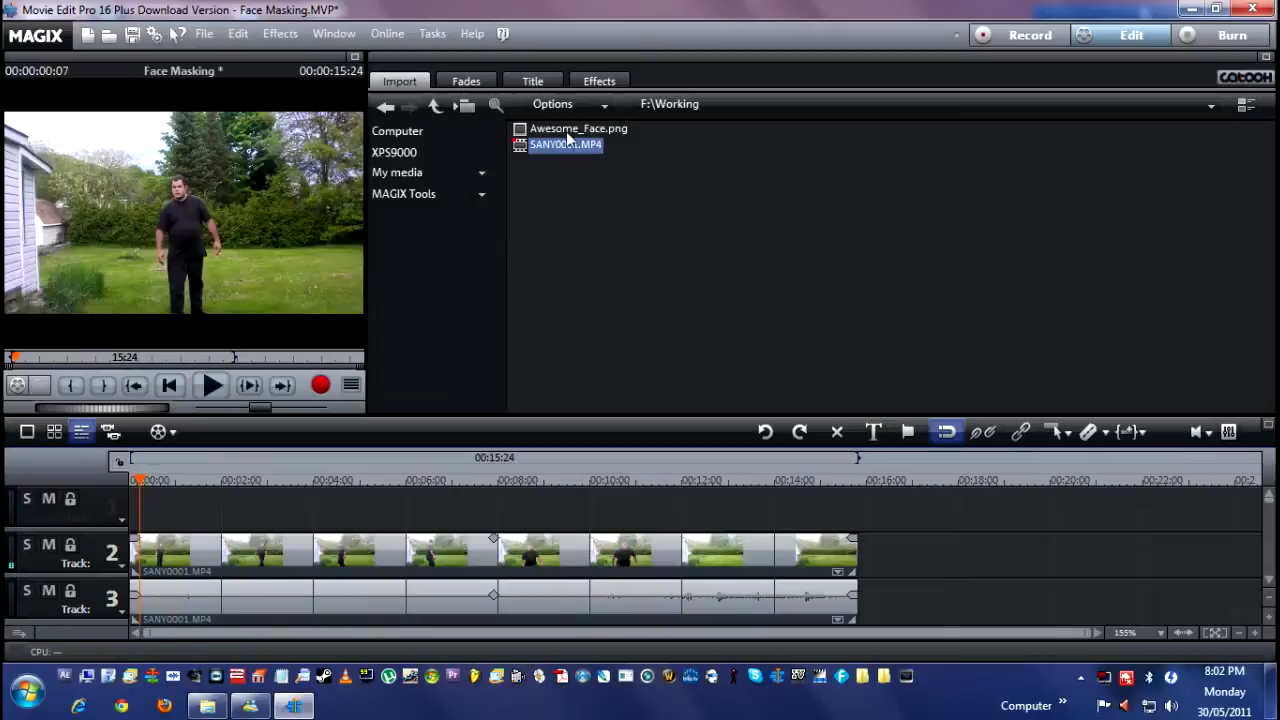 Movie Edit Pro 16 Plus Download Version - Face Masking.MVP*
MAGIX File Edit Effects Window Online Tasks Help Record Edit Burn
00:00:00:07 Face Masking * 00:00:15:24
Import Fades Title Effects CATOOH
Options F:\Working
Computer
XPS9000
My media
MAGIX Tools
Awesome_Face.png
SANY0001.MP4
15:24
00:15:24
00:00 00:02:00 00:04:00 00:06:00 00:08:00 00:10:00 00:12:00 00:14:00 00:16:00 00:18:00 00:20:00 00:22:00 00:2
S M 1
S M 2
Track:
SANY0001.MP4
S M 3
Track:
SANY0001.MP4
155%
CPU: —
Computer »
8:02 PM
Monday
30/05/2011